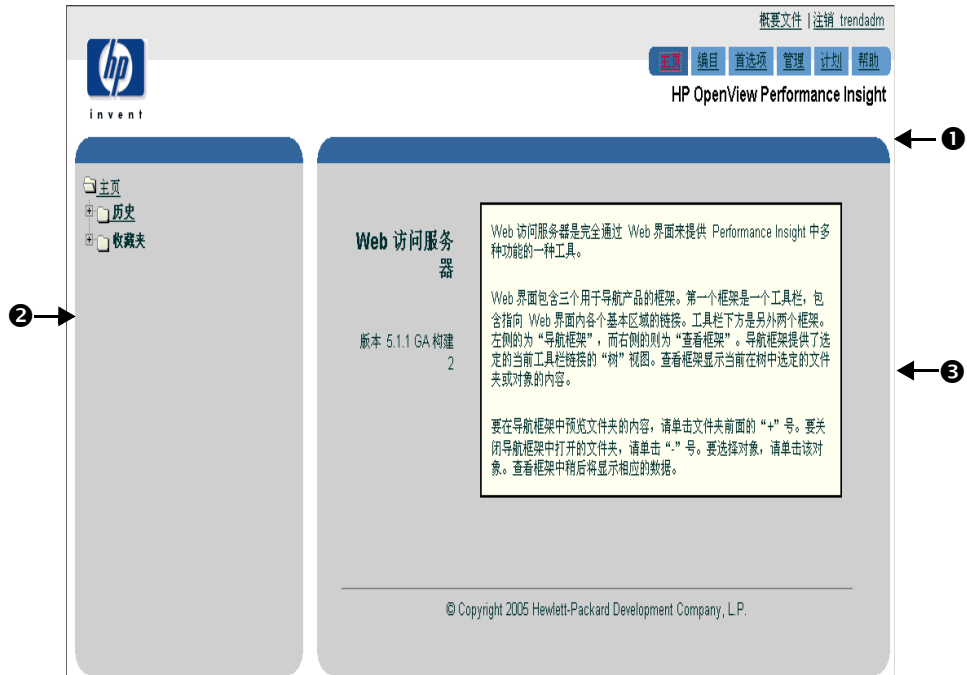 概要文件 | 注销 trendadm
hp
invent
主页 编目 首选项 管理 计划 帮助
HP OpenView Performance Insight
❶
主页
历史
收藏夹
❷
Web 访问服务
器
版本 5.1.1 GA 构建
2
Web 访问服务器是完全通过 Web 界面来提供 Performance Insight 中多
种功能的一种工具。
Web 界面包含三个用于导航产品的框架。第一个框架是一个工具栏，包
含指向 Web 界面内各个基本区域的链接。工具栏下方是另外两个框架。
左侧的为“导航框架”，而右侧的则为“查看框架”。导航框架提供了选
定的当前工具栏链接的“树”视图。查看框架显示当前在树中选定的文件
夹或对象的内容。
要在导航框架中预览文件夹的内容，请单击文件夹前面的“+”号。要关
闭导航框架中打开的文件夹，请单击“-”号。要选择对象，请单击该对
象。查看框架中稍后将显示相应的数据。
❸
© Copyright 2005 Hewlett-Packard Development Company, L.P.